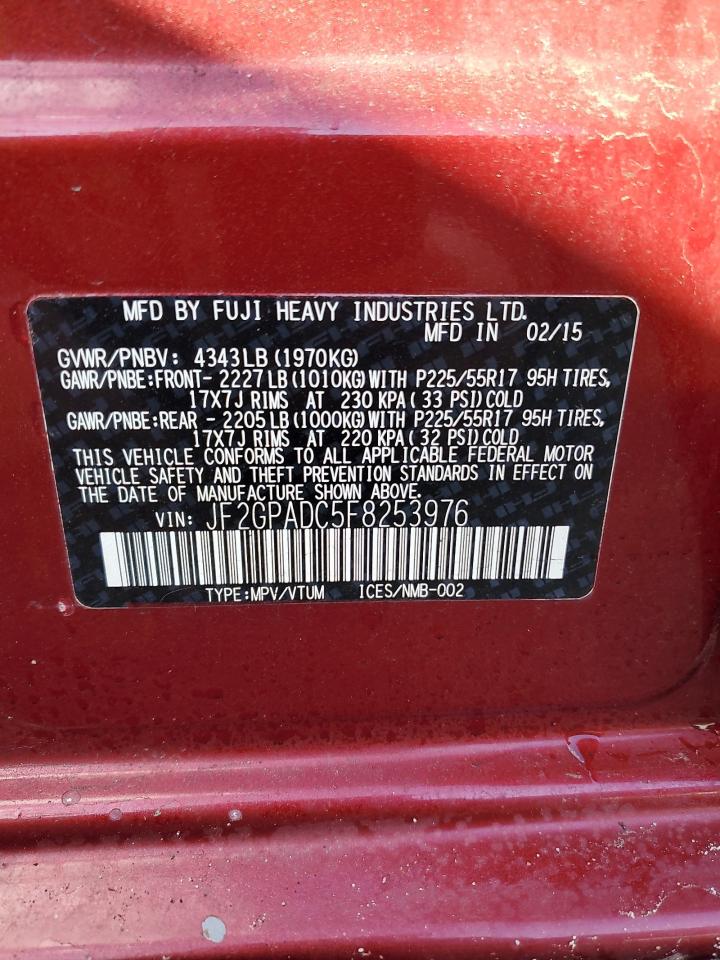 MFD BY FUJI HEAVY INDUSTRIES LTD.
MFD IN 02/15
GVWR/PNBV: 4343LB (1970KG)
GAWR/PNBE:FRONT- 2227 LB (1010KG) WITH P225/55R17 95H TIRES,
17X7J RIMS AT 230 KPA ( 33 PSI) COLD
GAWR/PNBE:REAR - 2205 LB (1000KG) WITH P225/55R17 95H TIRES,
17X7J RIMS AT 220 KPA ( 32 PSI) COLD
THIS VEHICLE CONFORMS TO ALL APPLICABLE FEDERAL MOTOR
VEHICLE SAFETY AND THEFT PREVENTION STANDARDS IN EFFECT ON
THE DATE OF MANUFACTURE SHOWN ABOVE.
VIN: JF2GPADC5F8253976
TYPE:MPV/VTUM ICES/NMB-002